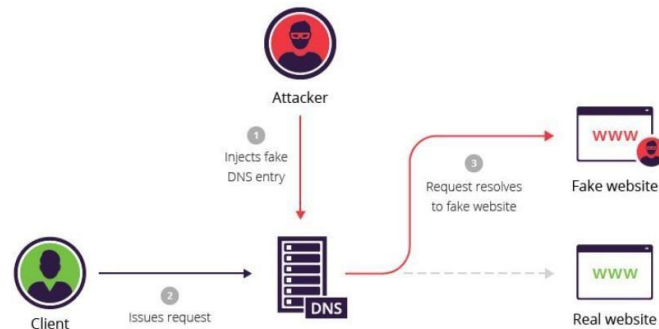 Attacker
1
Injects fake
DNS entry
www
3
Request resolves
to fake website
Fake website
DNS
www
2
Issues request
Client
Real website